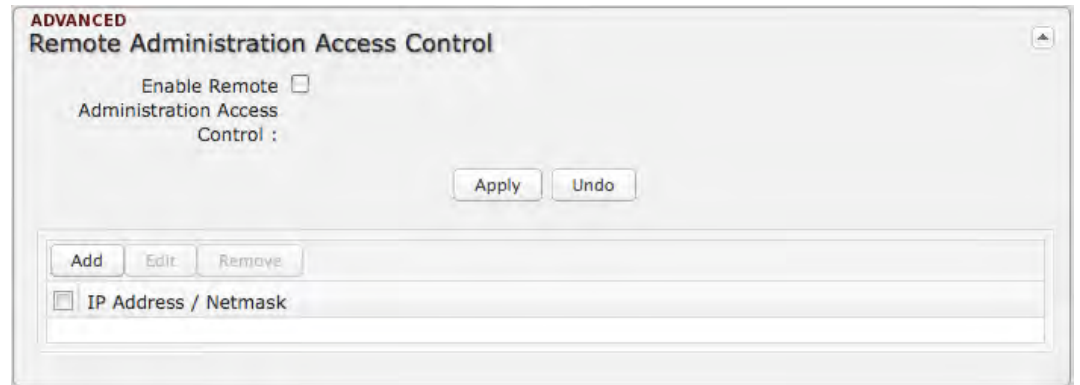 ADVANCED
Remote Administration Access Control
Enable Remote
Administration Access
Control :
Apply Undo
Add Edit Remove
IP Address / Netmask